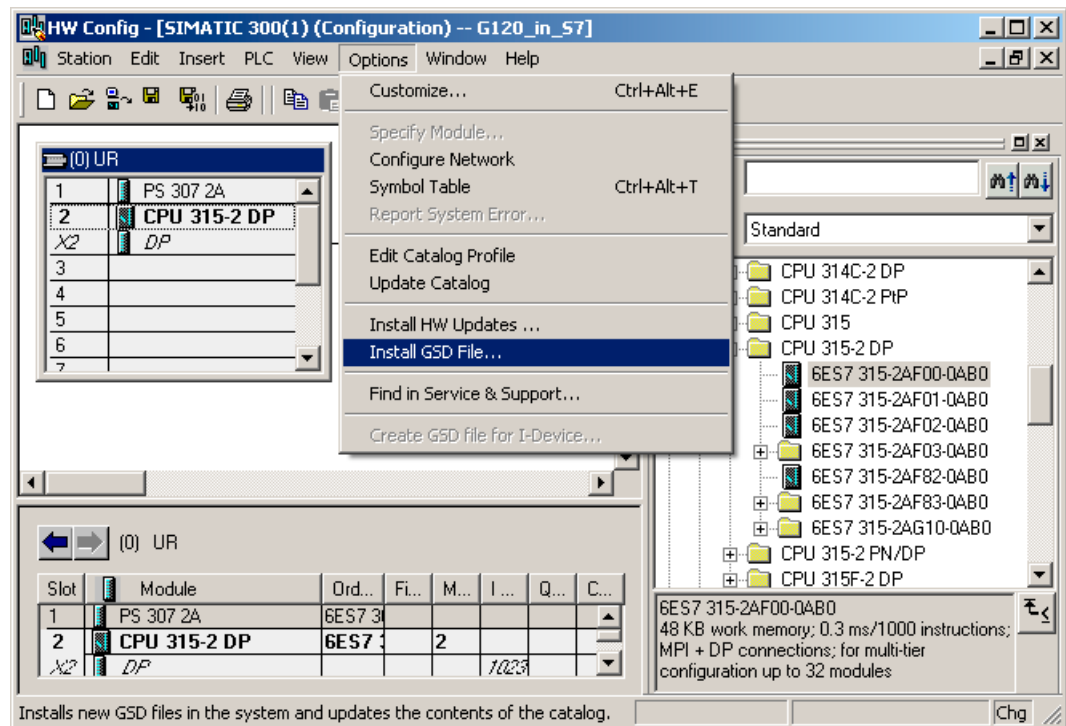 HW Config - [SIMATIC 300(1) (Configuration) -- G120_in_S7]
Station Edit Insert PLC View Options Window Help
Customize... Ctrl+Alt+E
Specify Module...
Configure Network
Symbol Table Ctrl+Alt+T
Report System Error...
Edit Catalog Profile
Update Catalog
Install HW Updates ...
Install GSD File...
Find in Service & Support...
Create GSD file for I-Device...
(0) UR
1 PS 307 2A
2 CPU 315-2 DP
X2 DP
3
4
5
6
7
Standard
CPU 314C-2 DP
CPU 314C-2 PtP
CPU 315
CPU 315-2 DP
6ES7 315-2AF00-0AB0
6ES7 315-2AF01-0AB0
6ES7 315-2AF02-0AB0
6ES7 315-2AF03-0AB0
6ES7 315-2AF82-0AB0
6ES7 315-2AF83-0AB0
6ES7 315-2AG10-0AB0
CPU 315-2 PN/DP
CPU 315F-2 DP
(0) UR
Slot Module Ord... Fi... M... I ... Q... C...
1 PS 307 2A 6ES7 3
2 CPU 315-2 DP 6ES7 2
X2 DP 1023
6ES7 315-2AF00-0AB0
48 KB work memory; 0.3 ms/1000 instructions;
MPI + DP connections; for multi-tier
configuration up to 32 modules
Installs new GSD files in the system and updates the contents of the catalog. Chg